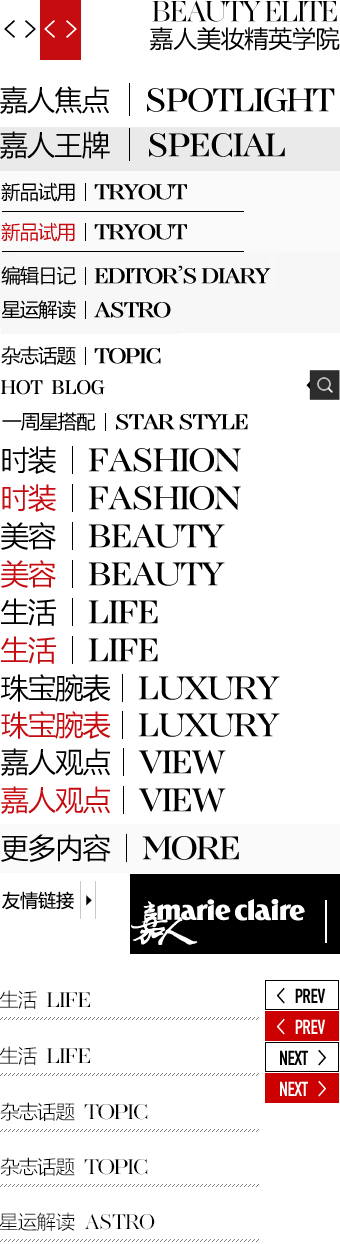 BEAUTY ELITE
嘉人美妆精英学院
嘉人焦点 | SPOTLIGHT
嘉人王牌 | SPECIAL
新品试用 | TRYOUT
新品试用 | TRYOUT
编辑日记 | EDITOR'S DIARY
星运解读 | ASTRO
杂志话题 | TOPIC
HOT BLOG
一周星搭配 | STAR STYLE
时装 | FASHION
时装 | FASHION
美容 | BEAUTY
美容 | BEAUTY
生活 | LIFE
生活 | LIFE
珠宝腕表 | LUXURY
珠宝腕表 | LUXURY
嘉人观点 | VIEW
嘉人观点 | VIEW
更多内容 | MORE
友情链接
嘉人 marie claire
生活 LIFE
PREV
PREV
生活 LIFE
NEXT
NEXT
杂志话题 TOPIC
杂志话题 TOPIC
星运解读 ASTRO